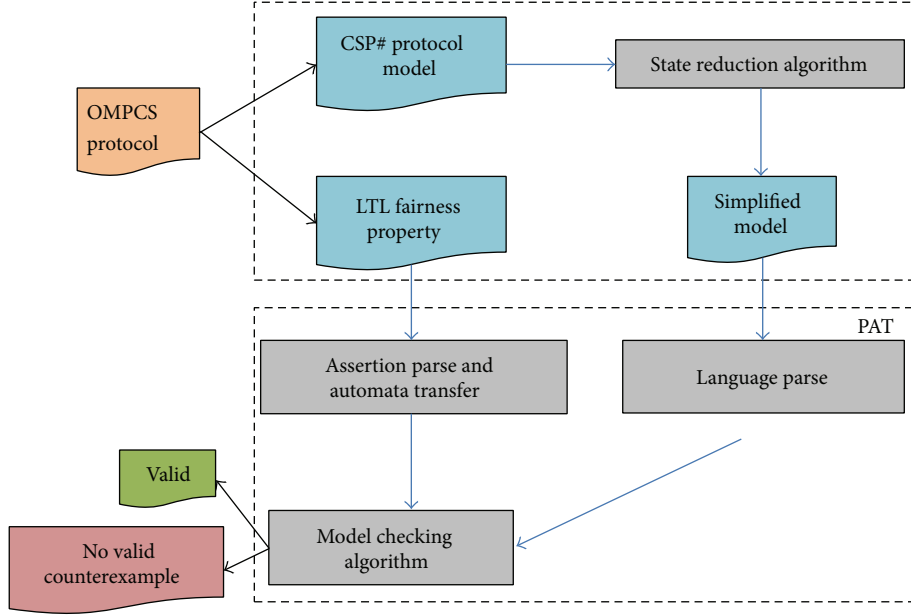 CSP# protocol
model
State reduction algorithm
OMPCS
protocol
LTL fairness
property
Simplified
model
PAT
Assertion parse and
automata transfer
Language parse
Valid
Model checking
algorithm
No valid
counterexample